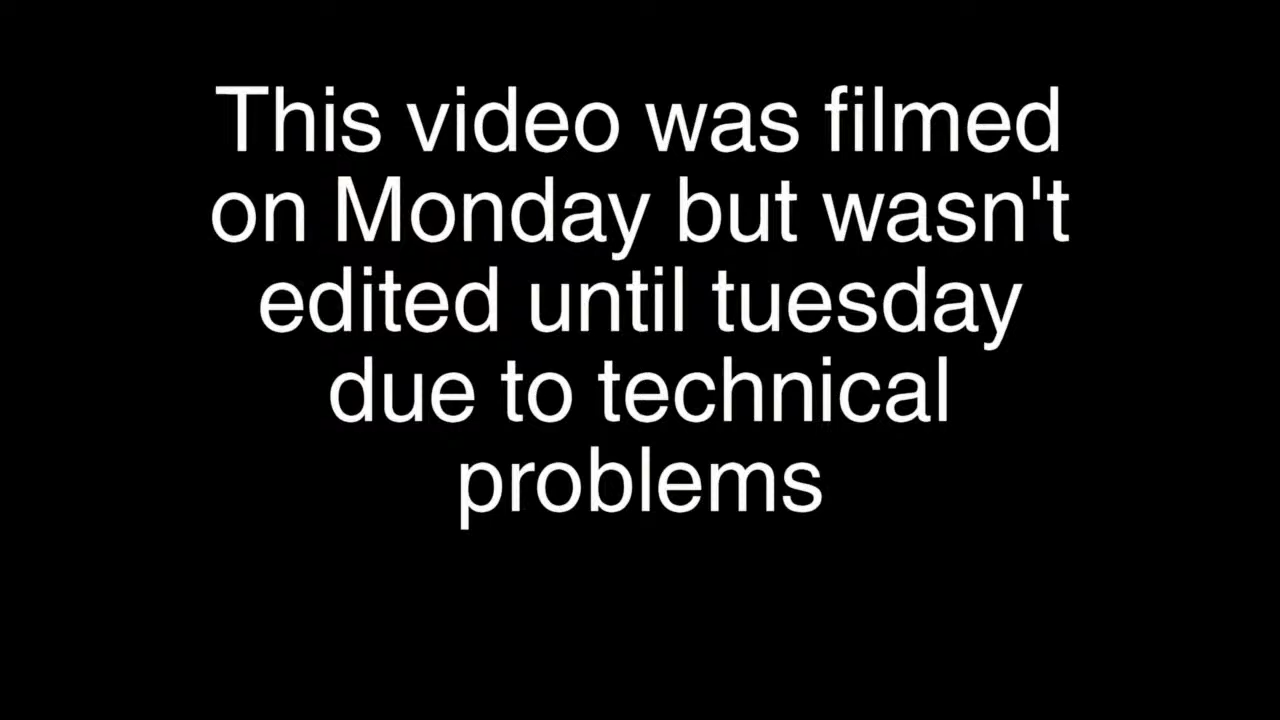 This video was filmed
on Monday but wasn't
edited until tuesday
due to technical
problems